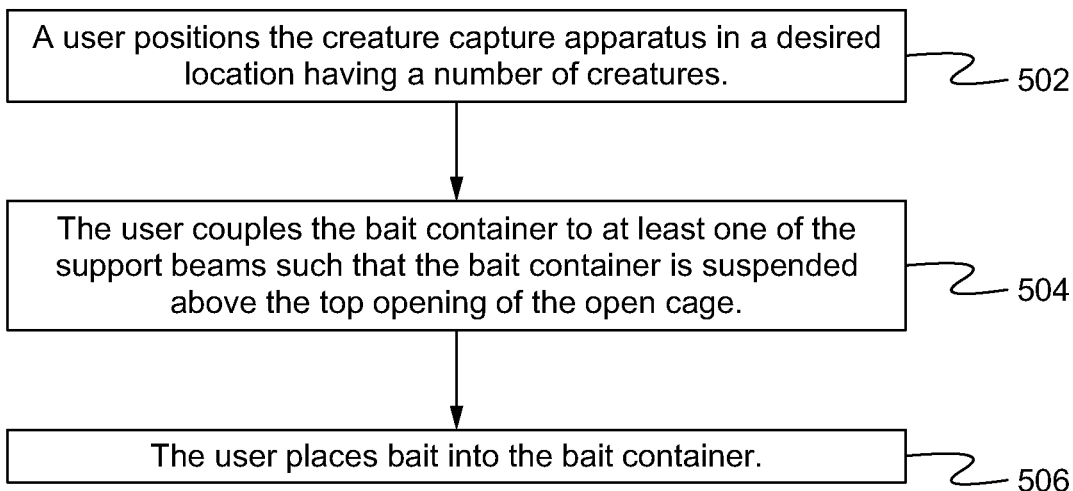 A user positions the creature capture apparatus in a desired
location having a number of creatures.
502
The user couples the bait container to at least one of the
support beams such that the bait container is suspended
above the top opening of the open cage.
504
The user places bait into the bait container.
506